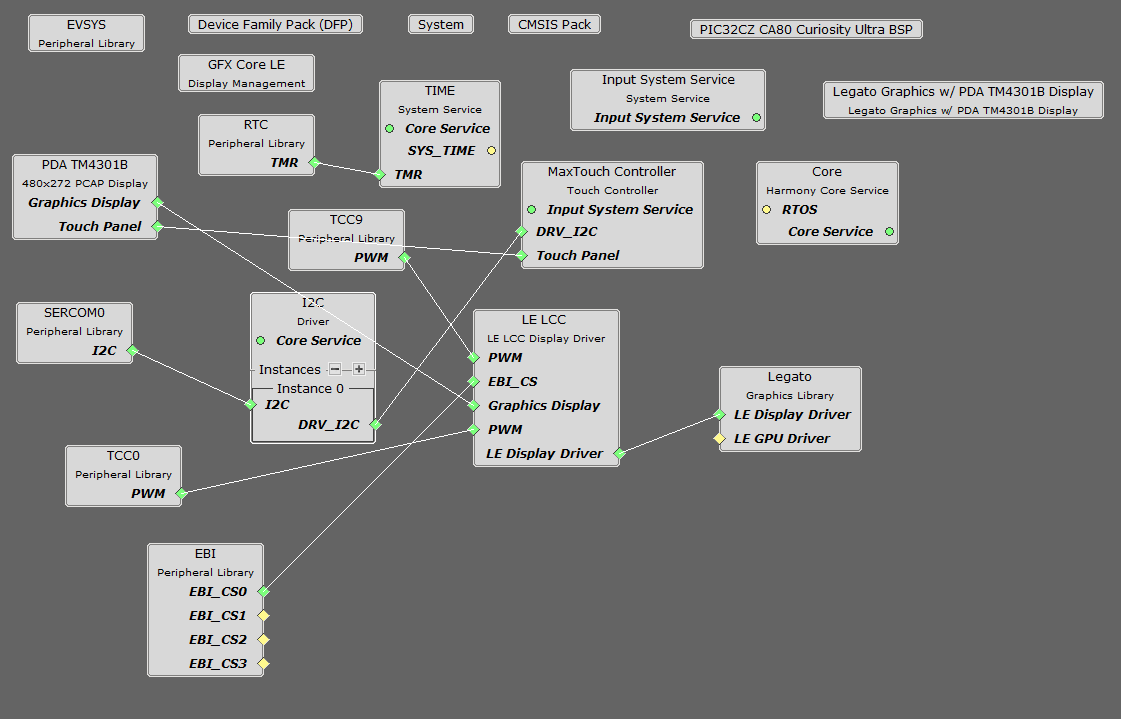 EVSYS
Peripheral Library
Device Family Pack (DFP)
System
CMSIS Pack
PIC32CZ CA80 Curiosity Ultra BSP
GFX Core LE
Display Management
TIME
System Service
Core Service
SYS_TIME
TMR
Input System Service
System Service
Input System Service
Legato Graphics w/ PDA TM4301B Display
Legato Graphics w/ PDA TM4301B Display
RTC
Peripheral Library
TMR
PDA TM4301B
480x272 PCAP Display
Graphics Display
Touch Panel
MaxTouch Controller
Touch Controller
Input System Service
DRV_I2C
Touch Panel
Core
Harmony Core Service
RTOS
Core Service
TCC9
Peripheral Library
PWM
SERCOM0
Peripheral Library
I2C
I2C
Driver
Core Service
Instances
Instance 0
I2C
DRV_I2C
LE LCC
LE LCC Display Driver
PWM
EBI_CS
Graphics Display
PWM
LE Display Driver
Legato
Graphics Library
LE Display Driver
LE GPU Driver
TCC0
Peripheral Library
PWM
EBI
Peripheral Library
EBI_CS0
EBI_CS1
EBI_CS2
EBI_CS3